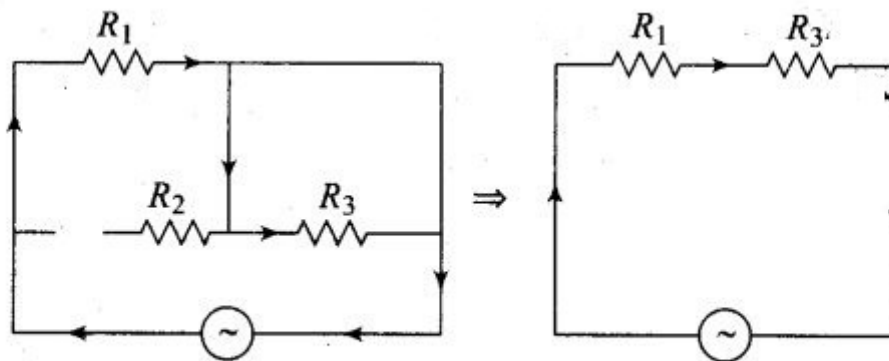 R₁
R₂ R₃
⇒
R₁ R₃
~
~